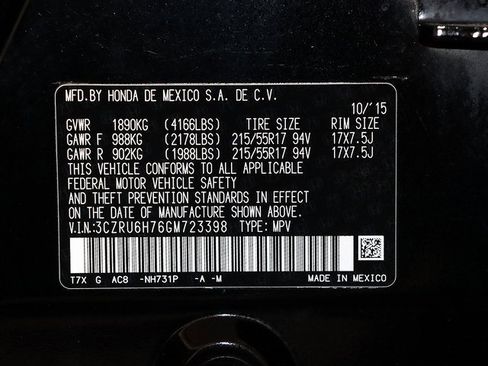 MFD.BY HONDA DE MEXICO S.A. DE C.V.
10/'15
GVWR 1890KG (4166LBS) TIRE SIZE RIM SIZE
GAWR F 988KG (2178LBS) 215/55R17 94V 17X7.5J
GAWR R 902KG (1988LBS) 215/55R17 94V 17X7.5J
THIS VEHICLE CONFORMS TO ALL APPLICABLE
FEDERAL MOTOR VEHICLE SAFETY
AND THEFT PREVENTION STANDARDS IN EFFECT
ON THE DATE OF MANUFACTURE SHOWN ABOVE.
V.I.N.:3CZRU6H76GM723398 TYPE: MPV
T7X G AC8 -NH731P -A -M MADE IN MEXICO